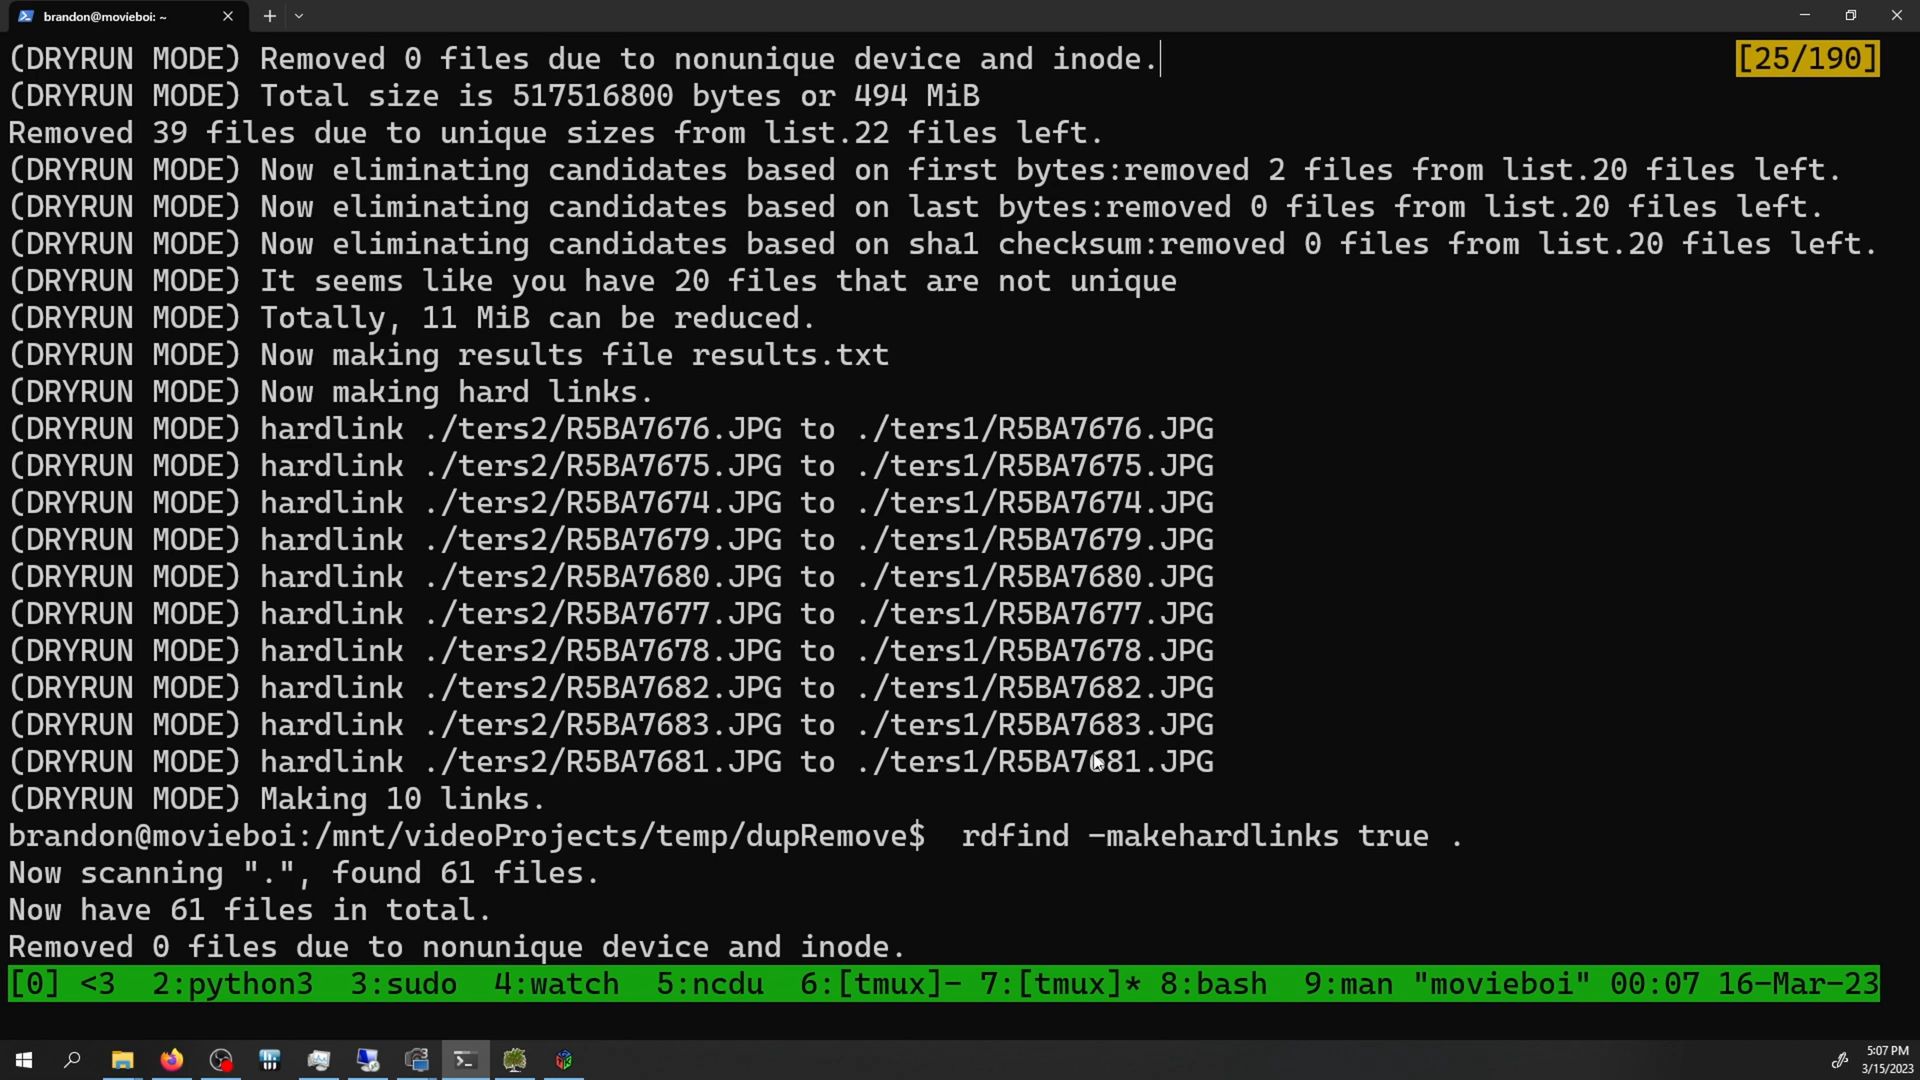 brandon@movieboi: ~
(DRYRUN MODE) Removed 0 files due to nonunique device and inode. [25/190]
(DRYRUN MODE) Total size is 517516800 bytes or 494 MiB
Removed 39 files due to unique sizes from list.22 files left.
(DRYRUN MODE) Now eliminating candidates based on first bytes:removed 2 files from list.20 files left.
(DRYRUN MODE) Now eliminating candidates based on last bytes:removed 0 files from list.20 files left.
(DRYRUN MODE) Now eliminating candidates based on sha1 checksum:removed 0 files from list.20 files left.
(DRYRUN MODE) It seems like you have 20 files that are not unique
(DRYRUN MODE) Totally, 11 MiB can be reduced.
(DRYRUN MODE) Now making results file results.txt
(DRYRUN MODE) Now making hard links.
(DRYRUN MODE) hardlink ./ters2/R5BA7676.JPG to ./ters1/R5BA7676.JPG
(DRYRUN MODE) hardlink ./ters2/R5BA7675.JPG to ./ters1/R5BA7675.JPG
(DRYRUN MODE) hardlink ./ters2/R5BA7674.JPG to ./ters1/R5BA7674.JPG
(DRYRUN MODE) hardlink ./ters2/R5BA7679.JPG to ./ters1/R5BA7679.JPG
(DRYRUN MODE) hardlink ./ters2/R5BA7680.JPG to ./ters1/R5BA7680.JPG
(DRYRUN MODE) hardlink ./ters2/R5BA7677.JPG to ./ters1/R5BA7677.JPG
(DRYRUN MODE) hardlink ./ters2/R5BA7678.JPG to ./ters1/R5BA7678.JPG
(DRYRUN MODE) hardlink ./ters2/R5BA7682.JPG to ./ters1/R5BA7682.JPG
(DRYRUN MODE) hardlink ./ters2/R5BA7683.JPG to ./ters1/R5BA7683.JPG
(DRYRUN MODE) hardlink ./ters2/R5BA7681.JPG to ./ters1/R5BA7681.JPG
(DRYRUN MODE) Making 10 links.
brandon@movieboi:/mnt/videoProjects/temp/dupRemove$  rdfind -makehardlinks true .
Now scanning ".", found 61 files.
Now have 61 files in total.
Removed 0 files due to nonunique device and inode.
[0] <3  2:python3  3:sudo  4:watch  5:ncdu  6:[tmux]- 7:[tmux]* 8:bash  9:man "movieboi" 00:07 16-Mar-23
5:07 PM
3/15/2023